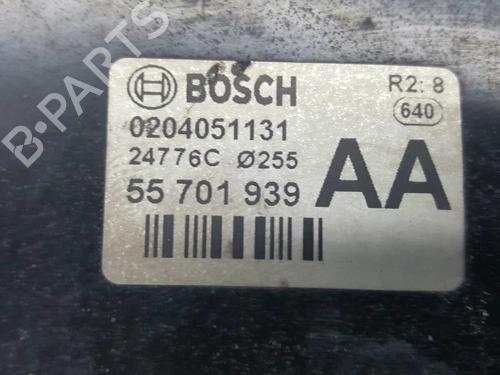 B-PARTS
BOSCH
R2: 8
640
0204051131
24776C Ø255
55 701 939
AA